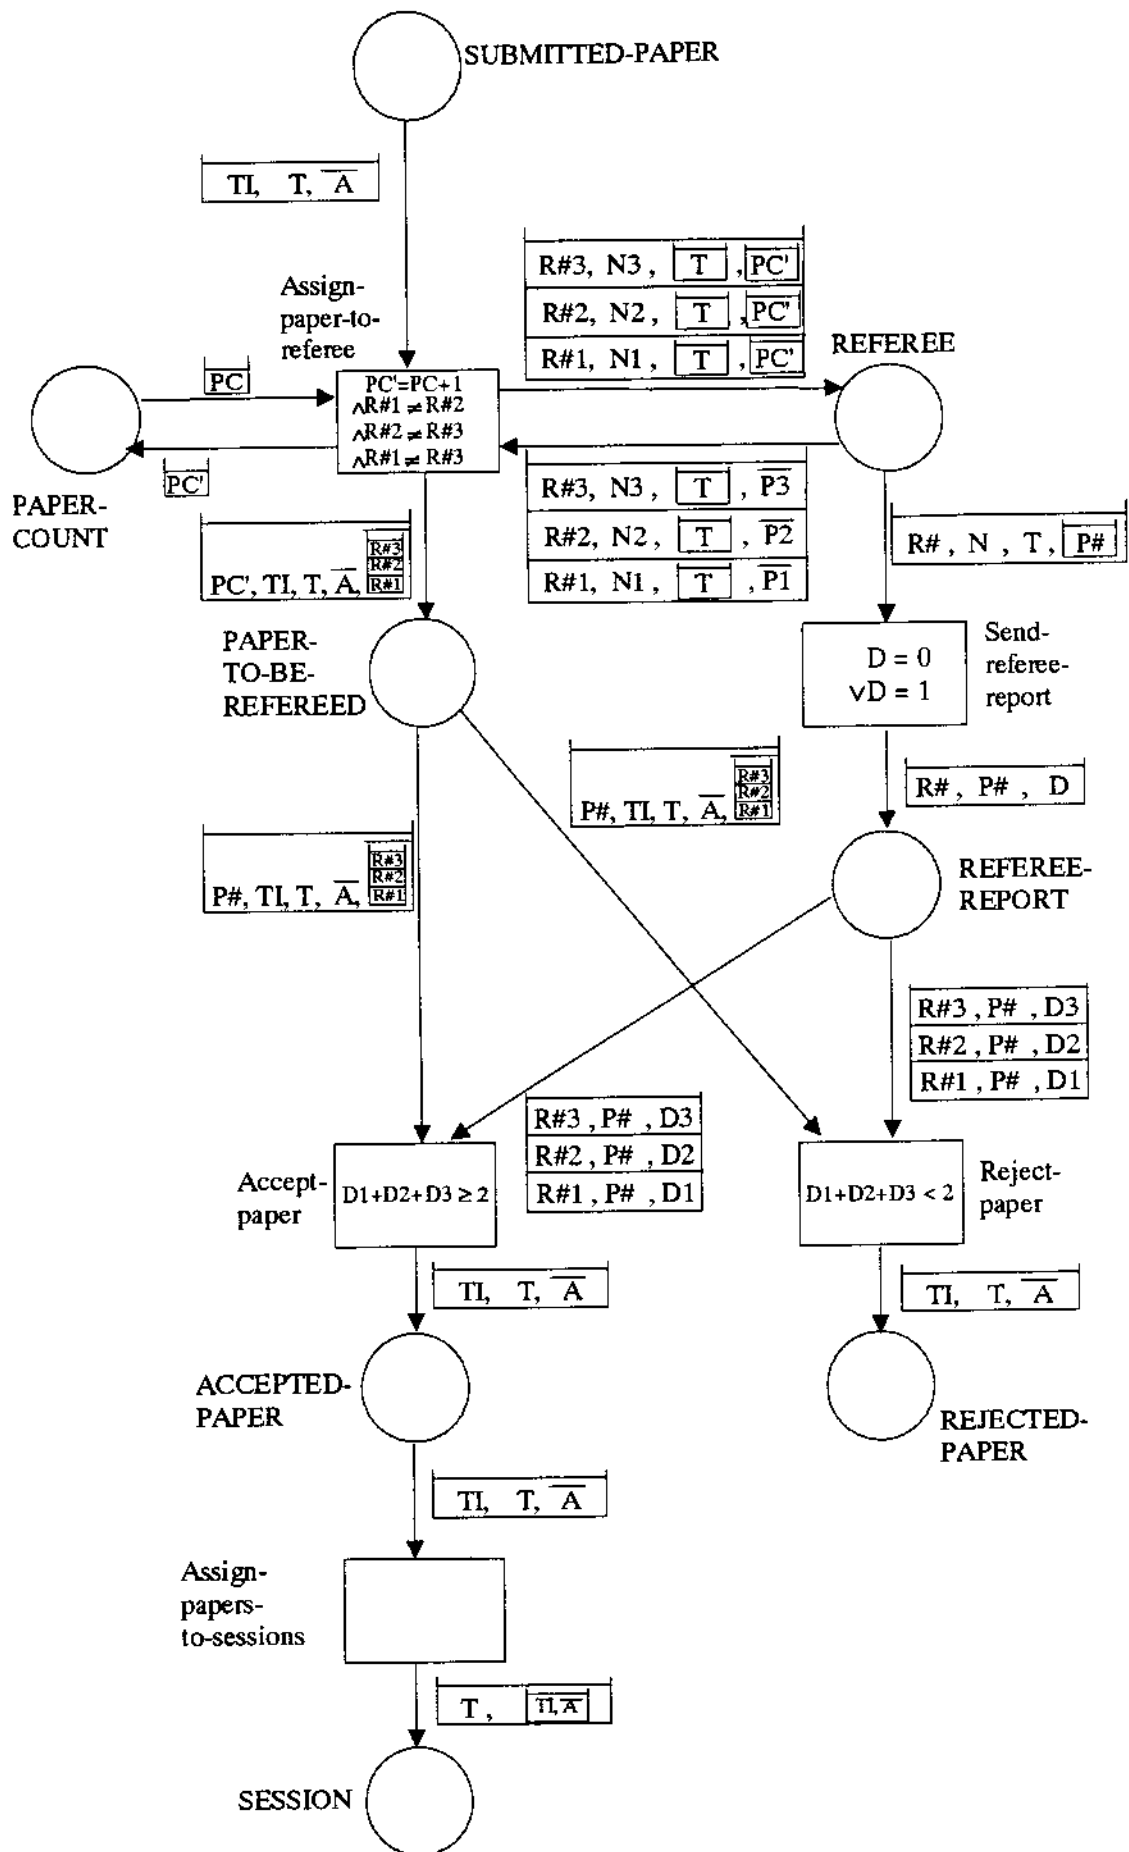 SUBMITTED-PAPER
TI, T, A̅
R#3, N3, T, PC'
R#2, N2, T, PC'
R#1, N1, T, PC'
Assign-
paper-to-
referee
REFEREE
PC
PC'=PC+1
∧R#1 ≠ R#2
∧R#2 ≠ R#3
∧R#1 ≠ R#3
PC'
PAPER-
COUNT
R#3, N3, T, P̅3̅
R#2, N2, T, P̅2̅
R#1, N1, T, P̅1̅
R#, N, T, P#
R#3
R#2
PC', TI, T, A̅, R#1
PAPER-
TO-BE-
REFEREED
D = 0
∨D = 1
Send-
referee-
report
R#3
R#2
P#, TI, T, A̅, R#1
R#, P#, D
R#3
R#2
P#, TI, T, A̅, R#1
REFEREE-
REPORT
R#3, P#, D3
R#2, P#, D2
R#1, P#, D1
R#3, P#, D3
R#2, P#, D2
R#1, P#, D1
Accept-
paper
D1+D2+D3 ≥ 2
D1+D2+D3 < 2
Reject-
paper
TI, T, A̅
TI, T, A̅
ACCEPTED-
PAPER
REJECTED-
PAPER
TI, T, A̅
Assign-
papers-
to-sessions
T, TI, A̅
SESSION